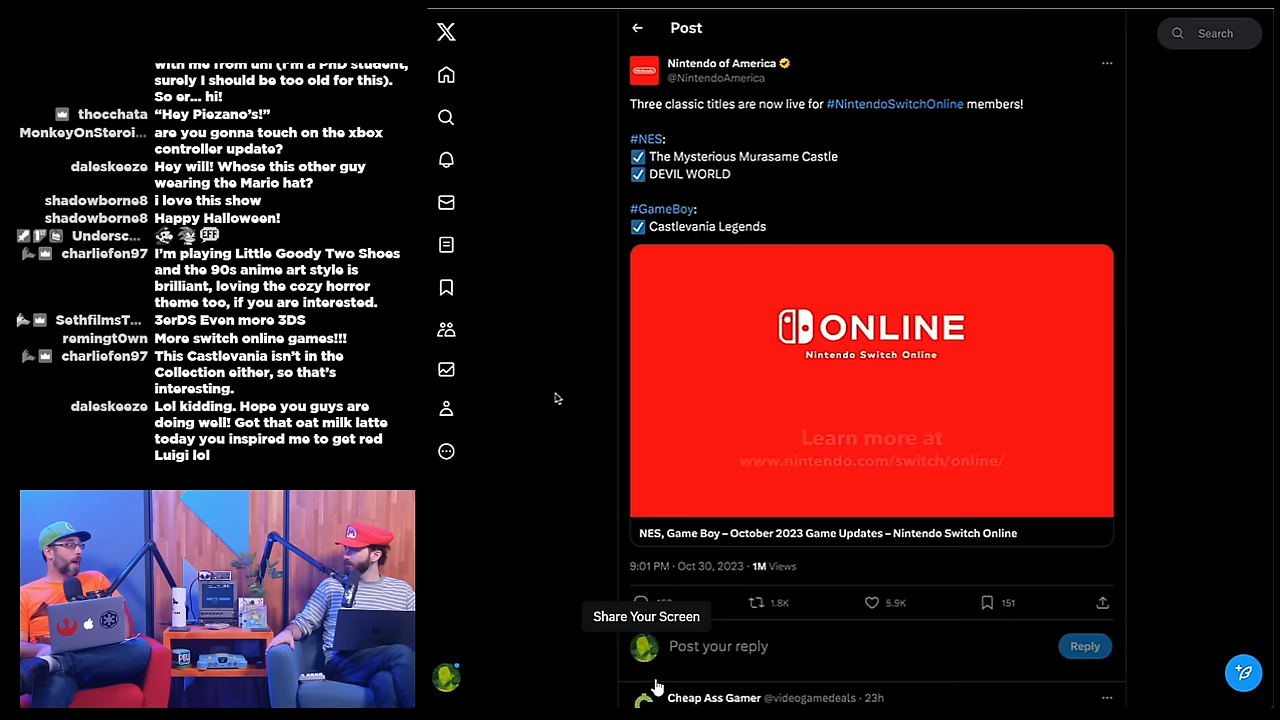 with me from uni (I'm a PhD student,
surely I should be too old for this).
So er... hi!
thocchata “Hey Piezano’s!”
MonkeyOnSteroi... are you gonna touch on the xbox
controller update?
daleskeeze Hey will! Whose this other guy
wearing the Mario hat?
shadowborne8 i love this show
shadowborne8 Happy Halloween!
Undersc...
charliefen97 I’m playing Little Goody Two Shoes
and the 90s anime art style is
brilliant, loving the cozy horror
theme too, if you are interested.
SethfilmsT... 3erDS Even more 3DS
remingt0wn More switch online games!!!
charliefen97 This Castlevania isn’t in the
Collection either, so that’s
interesting.
daleskeeze Lol kidding. Hope you guys are
doing well! Got that oat milk latte
today you inspired me to get red
Luigi lol
Post
Search
Nintendo of America
@NintendoAmerica
Three classic titles are now live for #NintendoSwitchOnline members!
#NES:
The Mysterious Murasame Castle
DEVIL WORLD
#GameBoy:
Castlevania Legends
ONLINE
Nintendo Switch Online
Learn more at
www.nintendo.com/switch/online/
NES, Game Boy – October 2023 Game Updates – Nintendo Switch Online
9:01 PM · Oct 30, 2023 · 1M Views
1.8K 5.9K 151
Share Your Screen
Post your reply
Reply
Cheap Ass Gamer @videogamedeals · 23h